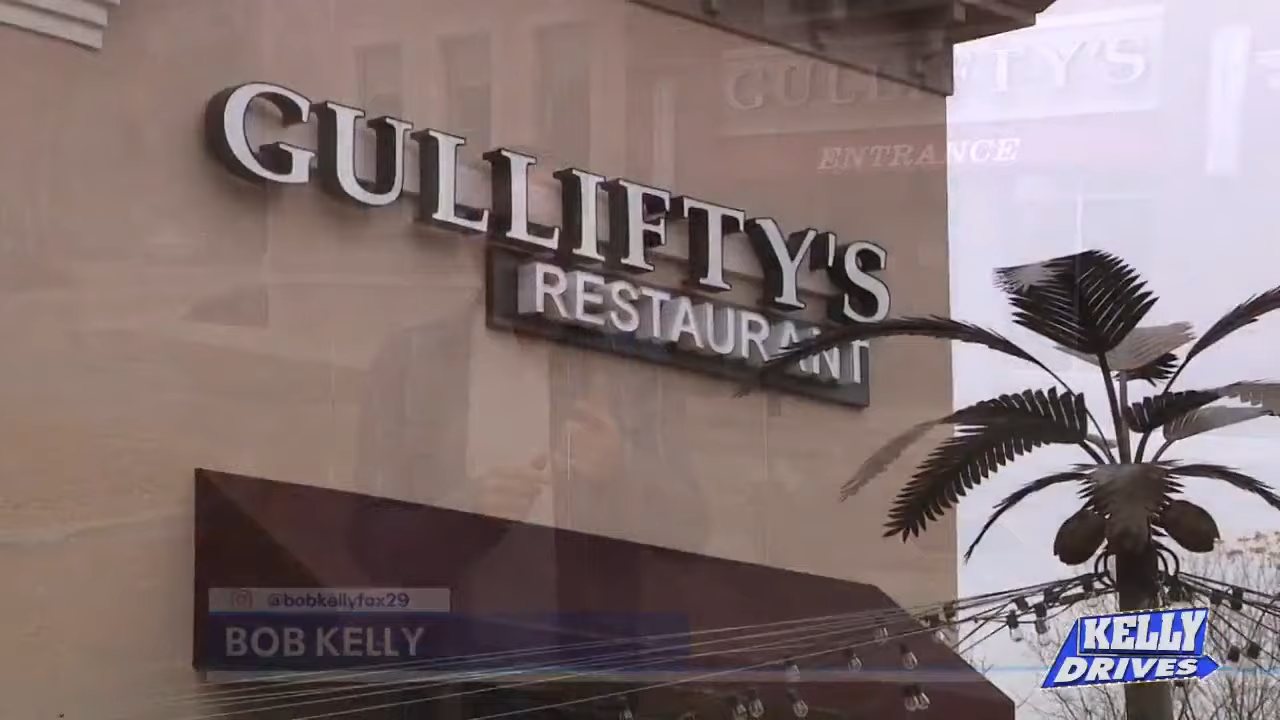 GULLIFTY'S
ENTRANCE
GULLIFTY'S
RESTAURANT
@bobkellyfox29
BOB KELLY
KELLY
DRIVES